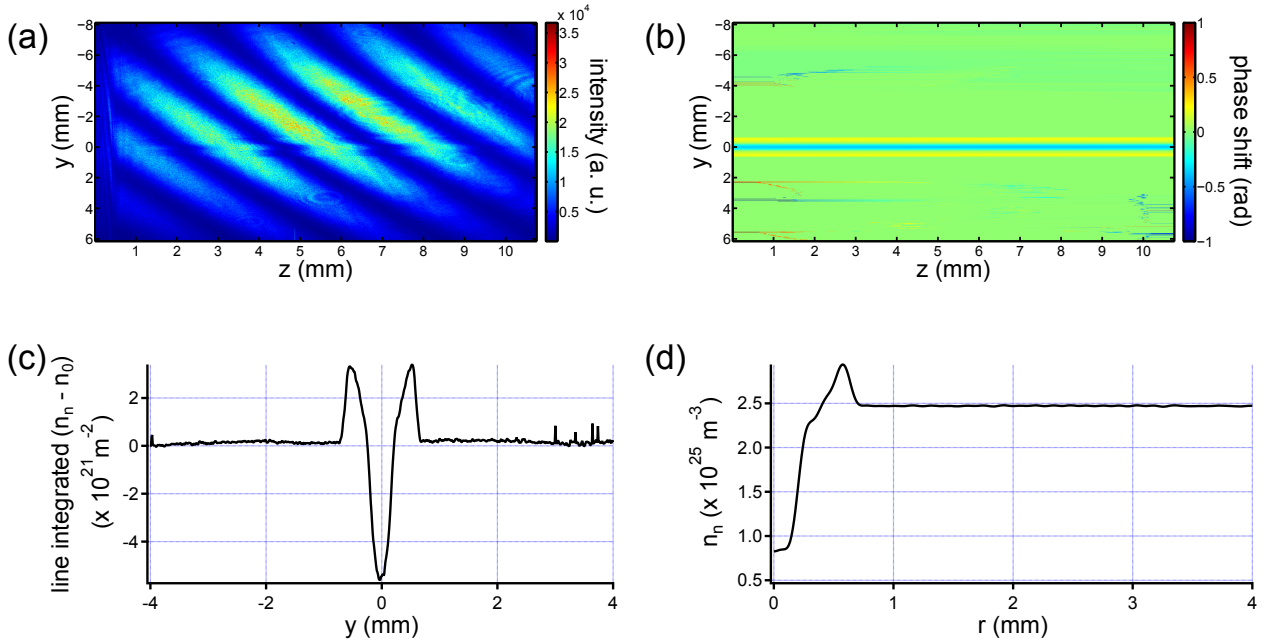 (a)
−8
−6
−4
−2
0
2
4
6
y (mm)
1 2 3 4 5 6 7 8 9 10
z (mm)
x 10^4
3.5
3
2.5
2
1.5
1
0.5
intensity (a. u.)
(b)
−8
−6
−4
−2
0
2
4
6
y (mm)
1 2 3 4 5 6 7 8 9 10
z (mm)
1
0.5
0
−0.5
−1
phase shift (rad)
(c)
line integrated (n_n - n_0)
(x 10^21 m^-2)
2
0
-2
-4
-4 -2 0 2 4
y (mm)
(d)
n_n (x 10^25 m^-3)
2.5
2.0
1.5
1.0
0.5
0 1 2 3 4
r (mm)